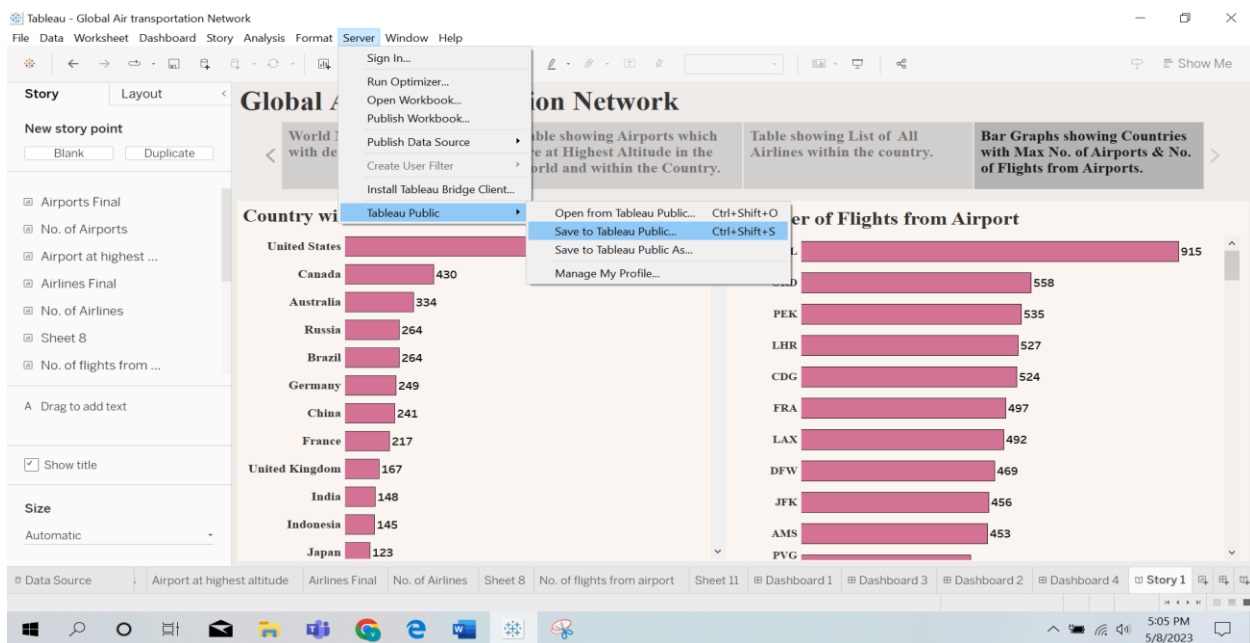 Tableau - Global Air transportation Network
File Data Worksheet Dashboard Story Analysis Format Server Window Help
Show Me
Sign In...
Run Optimizer...
Open Workbook...
Publish Workbook...
Publish Data Source
Create User Filter
Install Tableau Bridge Client...
Tableau Public
Open from Tableau Public... Ctrl+Shift+O
Save to Tableau Public... Ctrl+Shift+S
Save to Tableau Public As...
Manage My Profile...
Story Layout
New story point
Blank Duplicate
Airports Final
No. of Airports
Airport at highest ...
Airlines Final
No. of Airlines
Sheet 8
No. of flights from ...
A Drag to add text
Show title
Size
Automatic
Global
ion Network
World
with de
showing Airports which
at Highest Altitude in the
and within the Country.
Table showing List of All
Airlines within the country.
Bar Graphs showing Countries
with Max No. of Airports & No.
of Flights from Airports.
Country wi
United States
Canada 430
Australia 334
Russia 264
Brazil 264
Germany 249
China 241
France 217
United Kingdom 167
India 148
Indonesia 145
Japan 123
er of Flights from Airport
L 915
558
PEK 535
LHR 527
CDG 524
FRA 497
LAX 492
DFW 469
JFK 456
AMS 453
PVG
Data Source Airport at highest altitude Airlines Final No. of Airlines Sheet 8 No. of flights from airport Sheet 11 Dashboard 1 Dashboard 3 Dashboard 2 Dashboard 4 Story 1
5:05 PM
5/8/2023